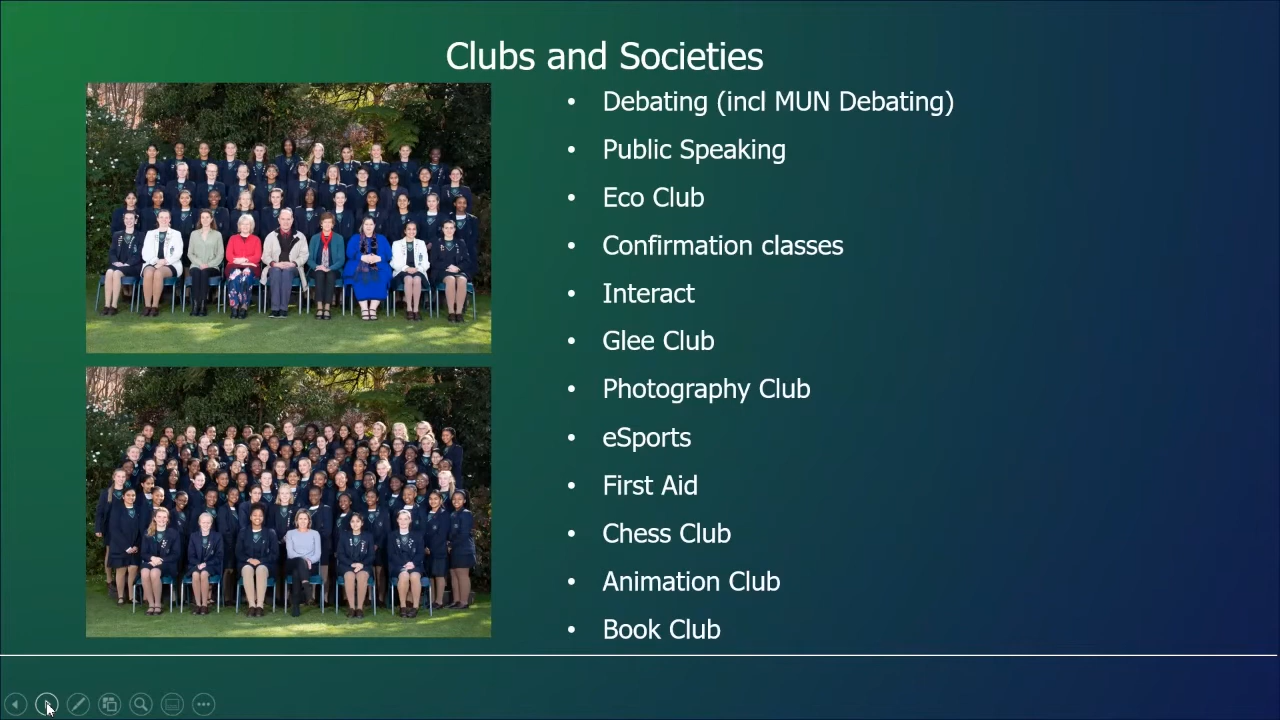 Clubs and Societies
• Debating (incl MUN Debating)
• Public Speaking
• Eco Club
• Confirmation classes
• Interact
• Glee Club
• Photography Club
• eSports
• First Aid
• Chess Club
• Animation Club
• Book Club